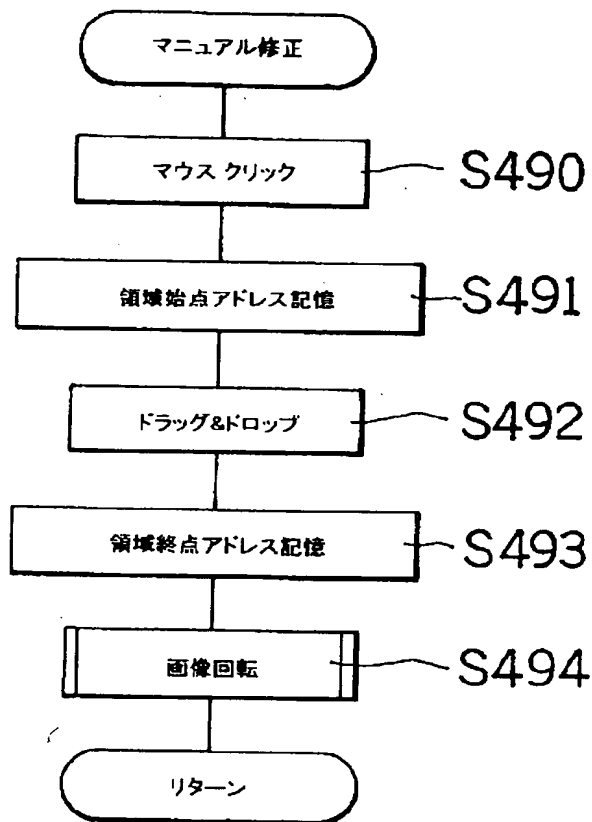 マニュアル修正
マウス クリック
S490
領域始点アドレス記憶
S491
ドラッグ&ドロップ
S492
領域終点アドレス記憶
S493
画像回転
S494
リターン